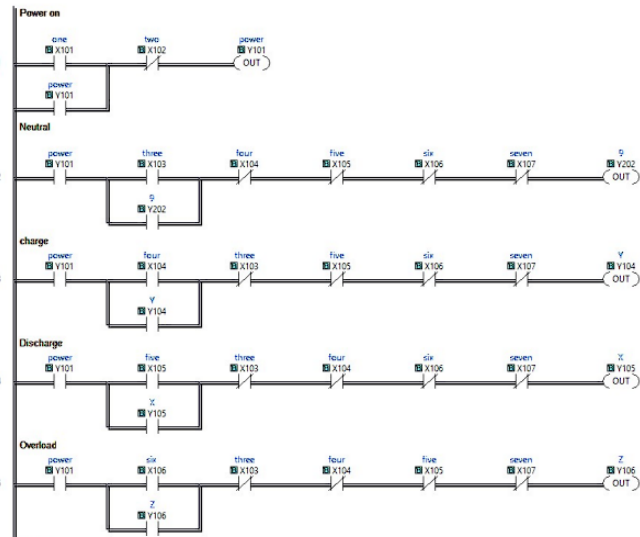 Power on
one two power
X101 X102 Y101
OUT
power
Y101
Neutral
power three four five six seven 9
Y101 X103 X104 X105 X106 X107 Y202
OUT
9
Y202
charge
power four three five six seven Y
Y101 X104 X103 X105 X106 X107 Y104
OUT
Y
Y104
Discharge
power five three four six seven X
Y101 X105 X103 X104 X106 X107 Y105
OUT
X
Y105
Overload
power six three four five seven Z
Y101 X106 X103 X104 X105 X107 Y106
OUT
Z
Y106